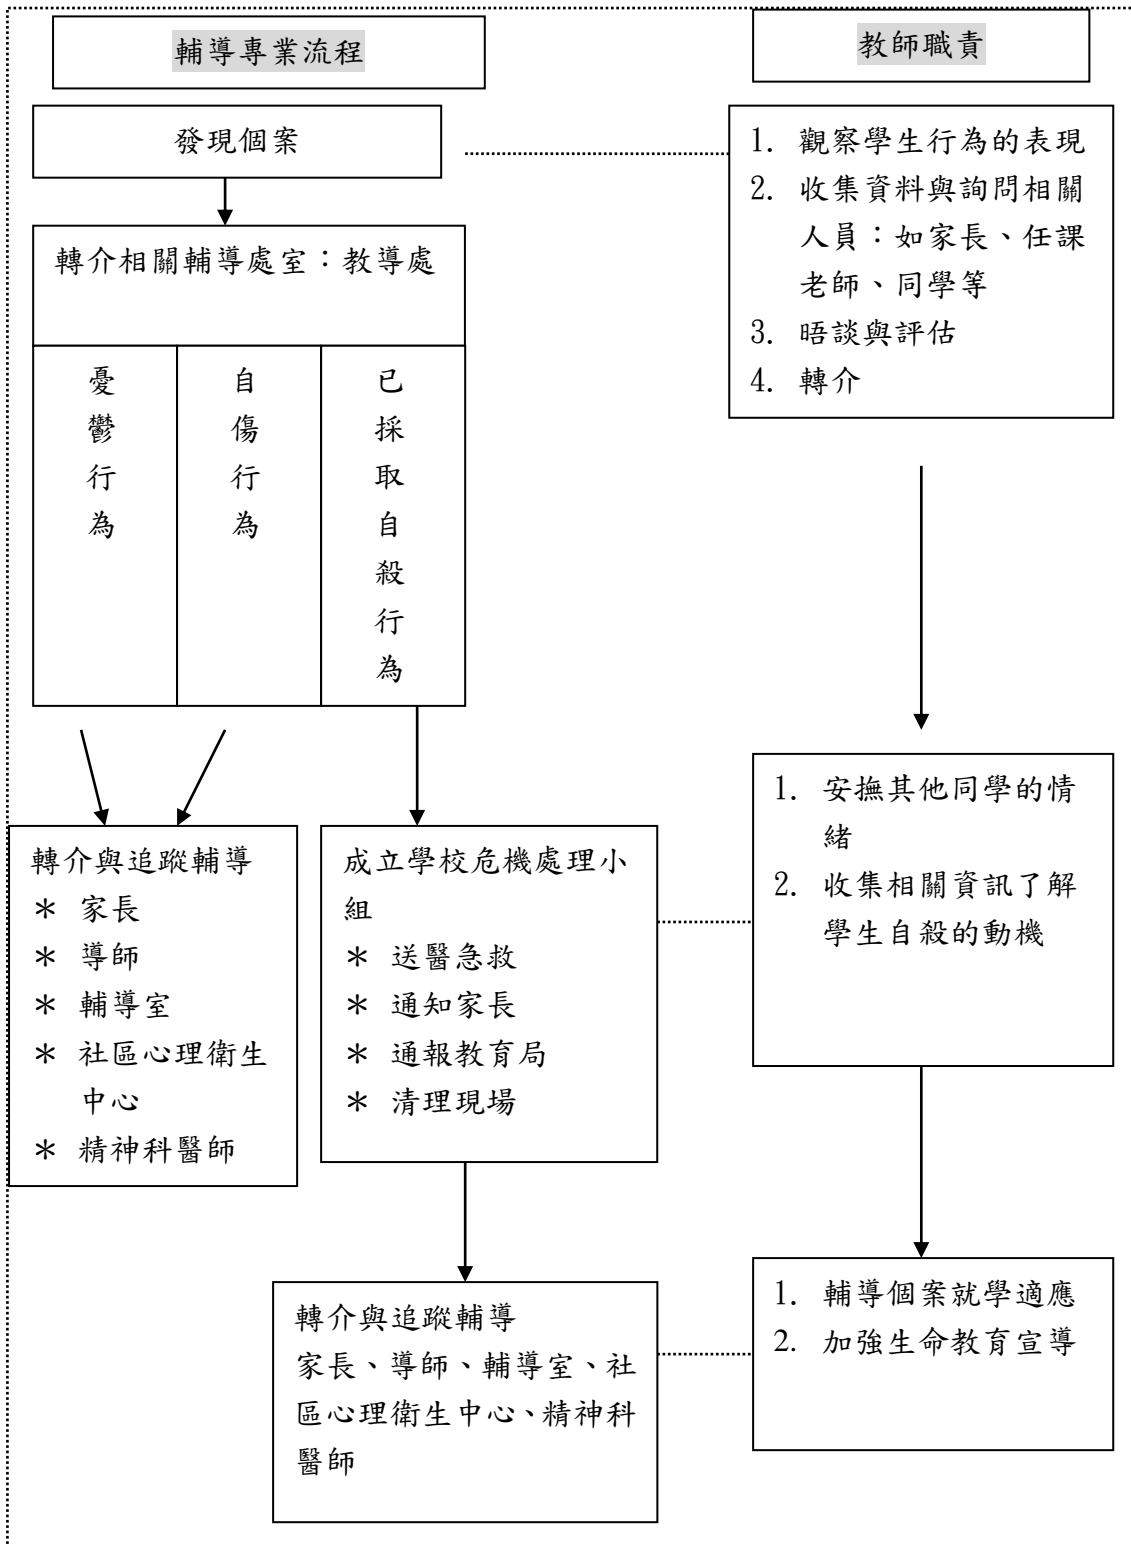 輔導專業流程
教師職責
發現個案
1. 觀察學生行為的表現
2. 收集資料與詢問相關
人員：如家長、任課
老師、同學等
3. 晤談與評估
4. 轉介
轉介相關輔導處室：教導處
憂鬱行為
自傷行為
已採取自殺行為
1. 安撫其他同學的情
緒
2. 收集相關資訊了解
學生自殺的動機
轉介與追蹤輔導
＊ 家長
＊ 導師
＊ 輔導室
＊ 社區心理衛生
中心
＊ 精神科醫師
成立學校危機處理小
組
＊ 送醫急救
＊ 通知家長
＊ 通報教育局
＊ 清理現場
轉介與追蹤輔導
家長、導師、輔導室、社
區心理衛生中心、精神科
醫師
1. 輔導個案就學適應
2. 加強生命教育宣導